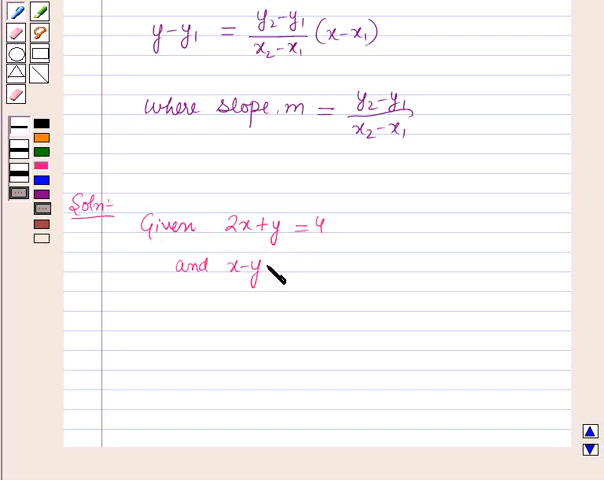 y-y₁ = y₂-y₁/x₂-x₁ (x-x₁)
where slope, m = y₂-y₁/x₂-x₁
Soln:-
Given 2x+y = 4
and x-y